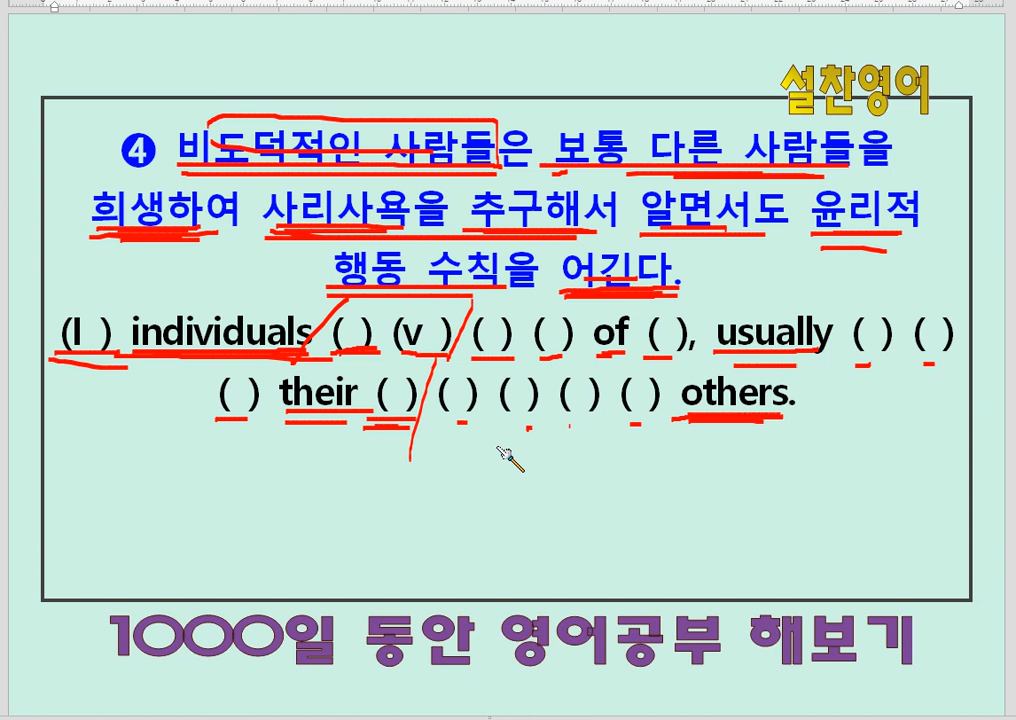 설찬영어
❹ 비도덕적인 사람들은 보통 다른 사람들을
희생하여 사리사욕을 추구해서 알면서도 윤리적
행동 수칙을 어긴다.
(I ) individuals ( ) (v ) ( ) ( ) of ( ), usually ( ) ( )
( ) their ( ) ( ) ( ) ( ) ( ) others.
1000일 동안 영어공부 해보기